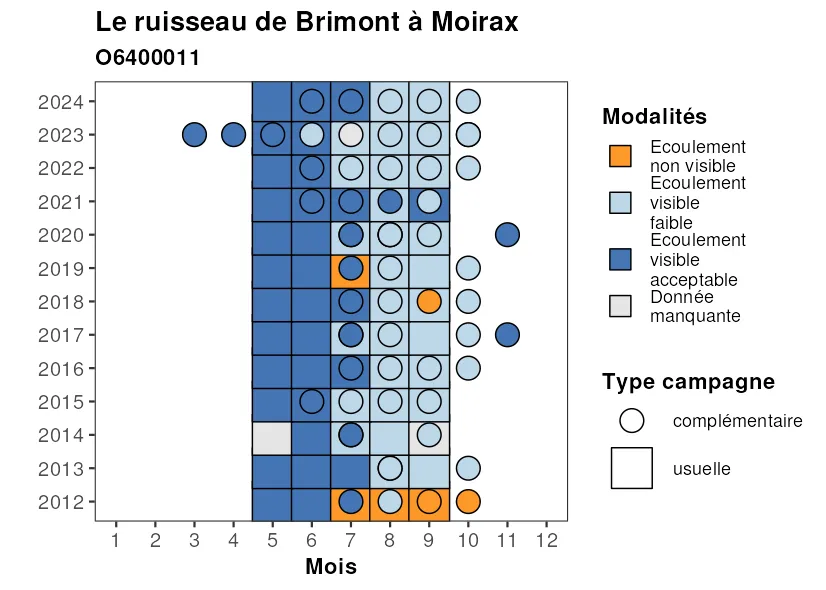 Le ruisseau de Brimont à Moirax
O6400011
2024
2023
2022
2021
2020
2019
2018
2017
2016
2015
2014
2013
2012
1 2 3 4 5 6 7 8 9 10 11 12
Mois
Modalités
Ecoulement
non visible
Ecoulement
visible
faible
Ecoulement
visible
acceptable
Donnée
manquante
Type campagne
complémentaire
usuelle